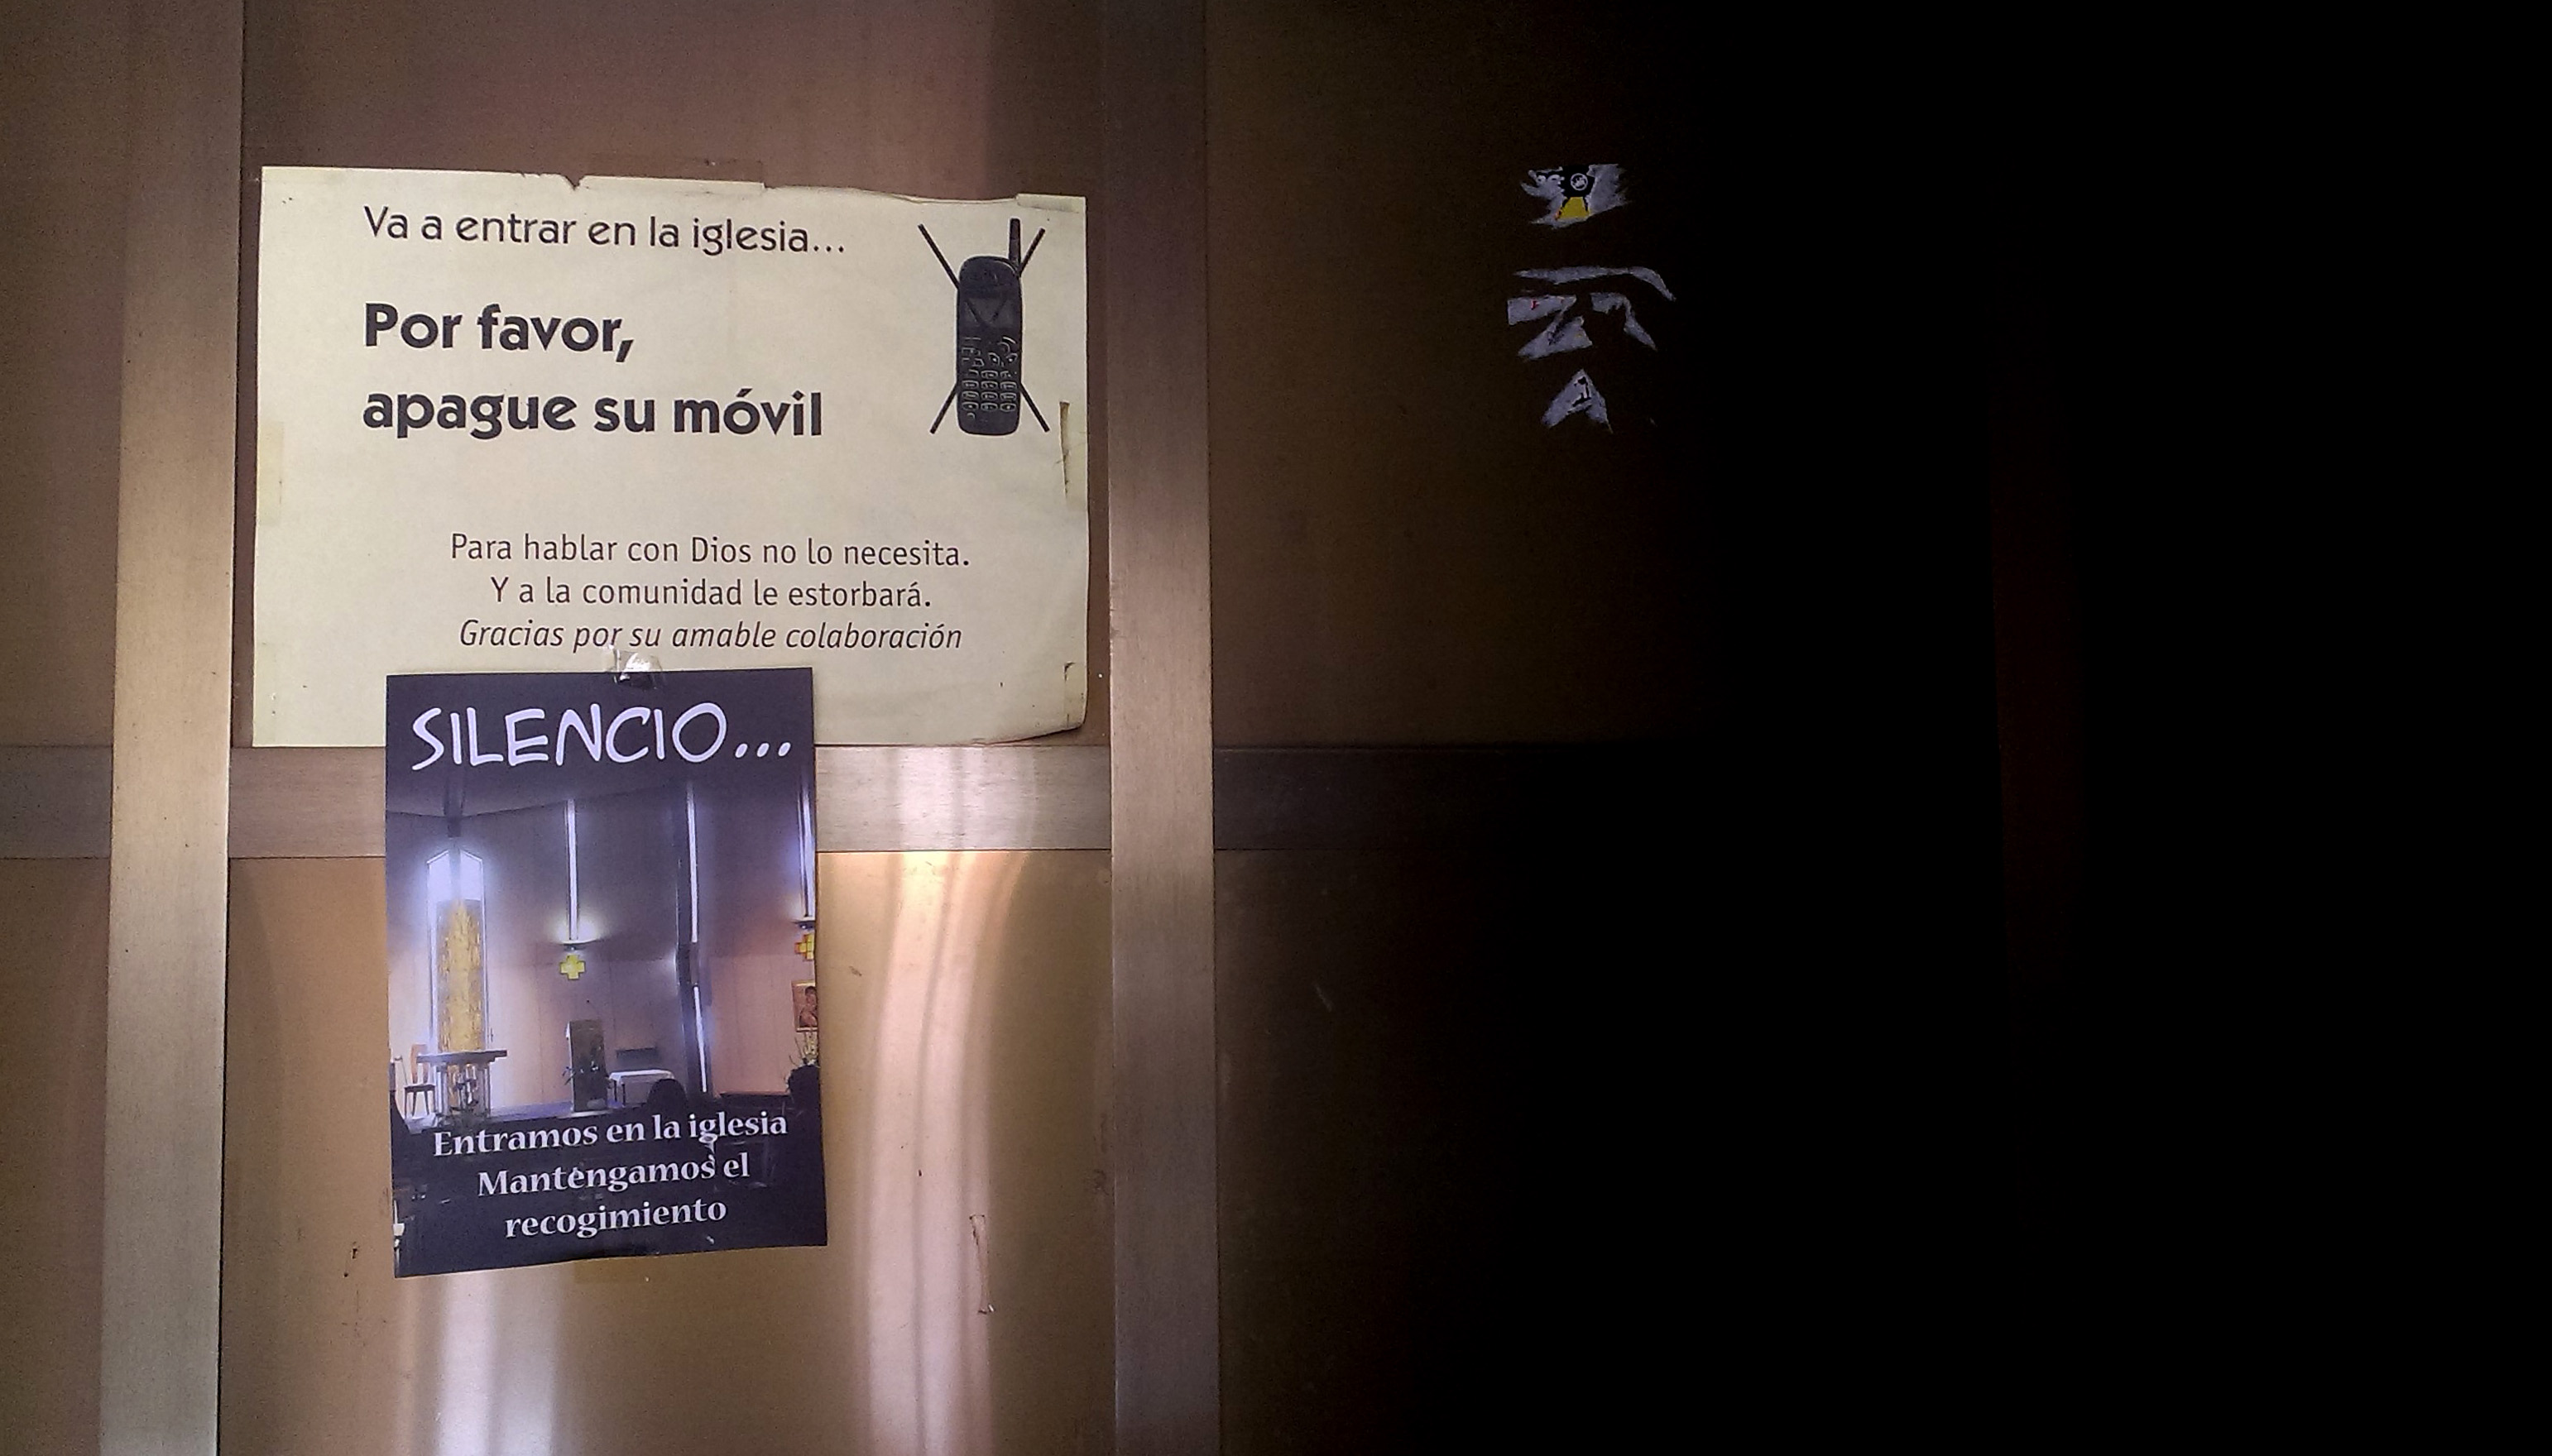 Va a entrar en la iglesia...
Por favor,
apague su móvil
Para hablar con Dios no lo necesita.
Y a la comunidad le estorbará.
Gracias por su amable colaboración
SILENCIO...
Entramos en la iglesia
Mantengamos el
recogimiento